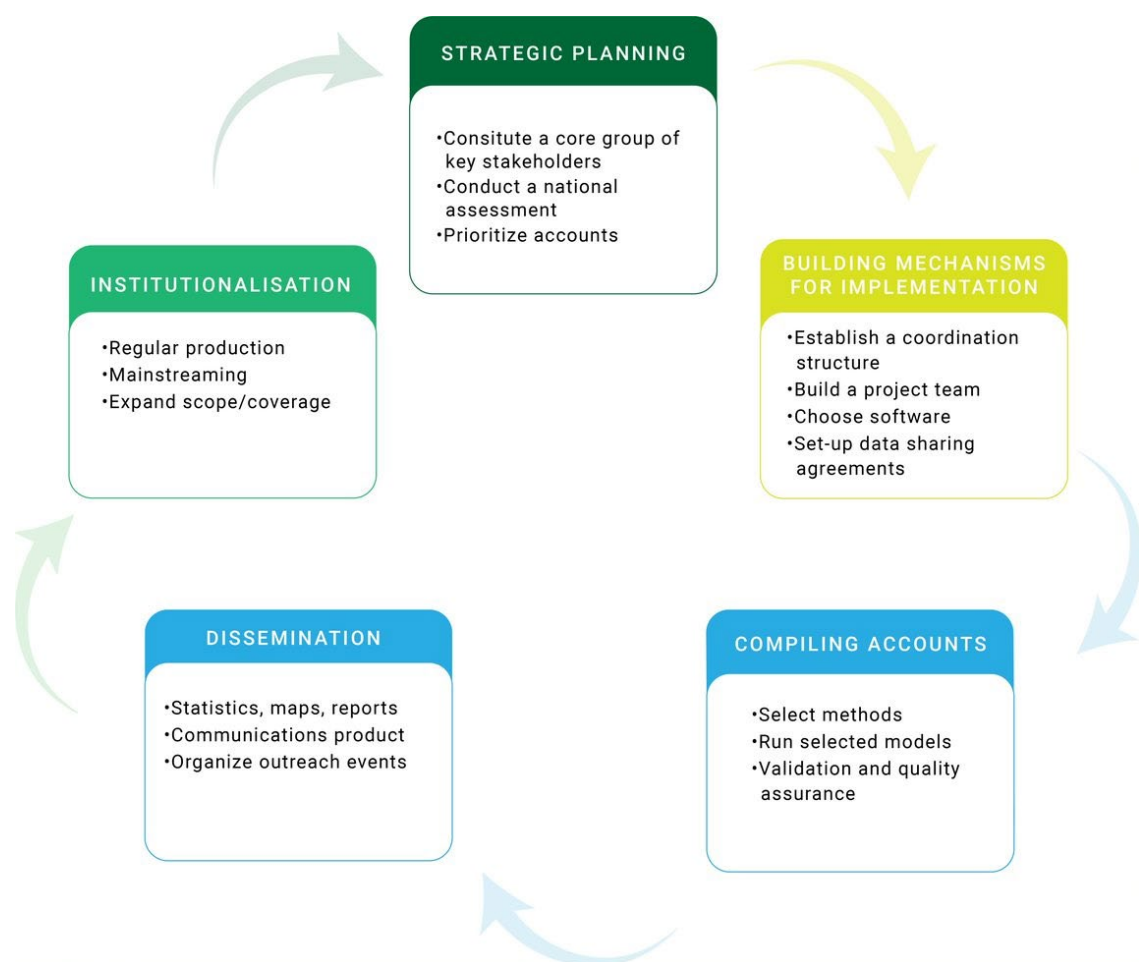 STRATEGIC PLANNING
•Consitute a core group of
key stakeholders
•Conduct a national
assessment
•Prioritize accounts
BUILDING MECHANISMS
FOR IMPLEMENTATION
•Establish a coordination
structure
•Build a project team
•Choose software
•Set-up data sharing
agreements
COMPILING ACCOUNTS
•Select methods
•Run selected models
•Validation and quality
assurance
DISSEMINATION
•Statistics, maps, reports
•Communications product
•Organize outreach events
INSTITUTIONALISATION
•Regular production
•Mainstreaming
•Expand scope/coverage